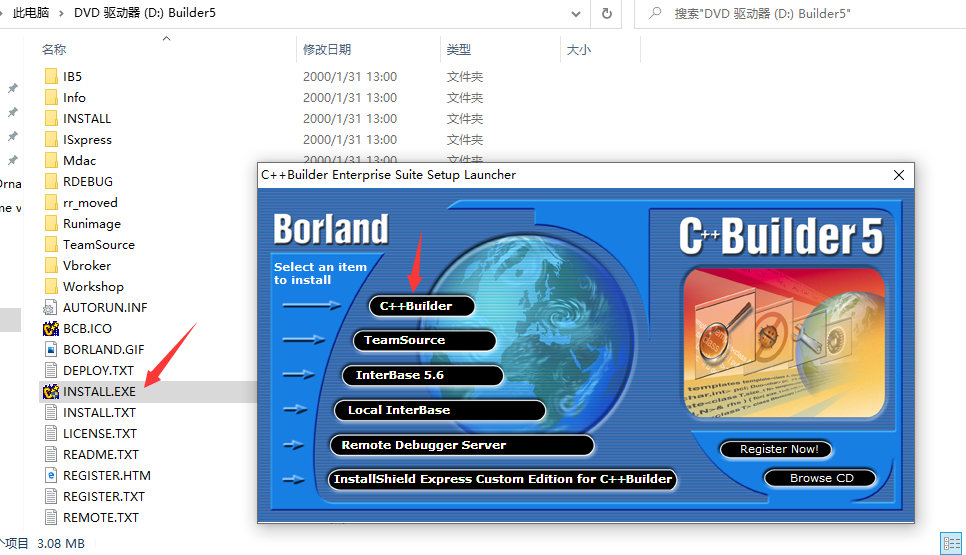 此电脑 DVD 驱动器 (D:) Builder5
搜索"DVD 驱动器 (D:) Builder5"
名称 修改日期 类型 大小
IB5 2000/1/31 13:00 文件夹
Info 2000/1/31 13:00 文件夹
INSTALL 2000/1/31 13:00 文件夹
ISxpress 2000/1/31 13:00 文件夹
Mdac 2000/1/31 13:00 文件夹
RDEBUG
rr_moved
Runimage
TeamSource
Vbroker
Workshop
AUTORUN.INF
BCB.ICO
BORLAND.GIF
DEPLOY.TXT
INSTALL.EXE
INSTALL.TXT
LICENSE.TXT
README.TXT
REGISTER.HTM
REGISTER.TXT
REMOTE.TXT
项目 3.08 MB
C++Builder Enterprise Suite Setup Launcher
Borland
C++Builder 5
Select an item
to install
C++Builder
TeamSource
InterBase 5.6
Local InterBase
Remote Debugger Server
InstallShield Express Custom Edition for C++Builder
Register Now!
Browse CD